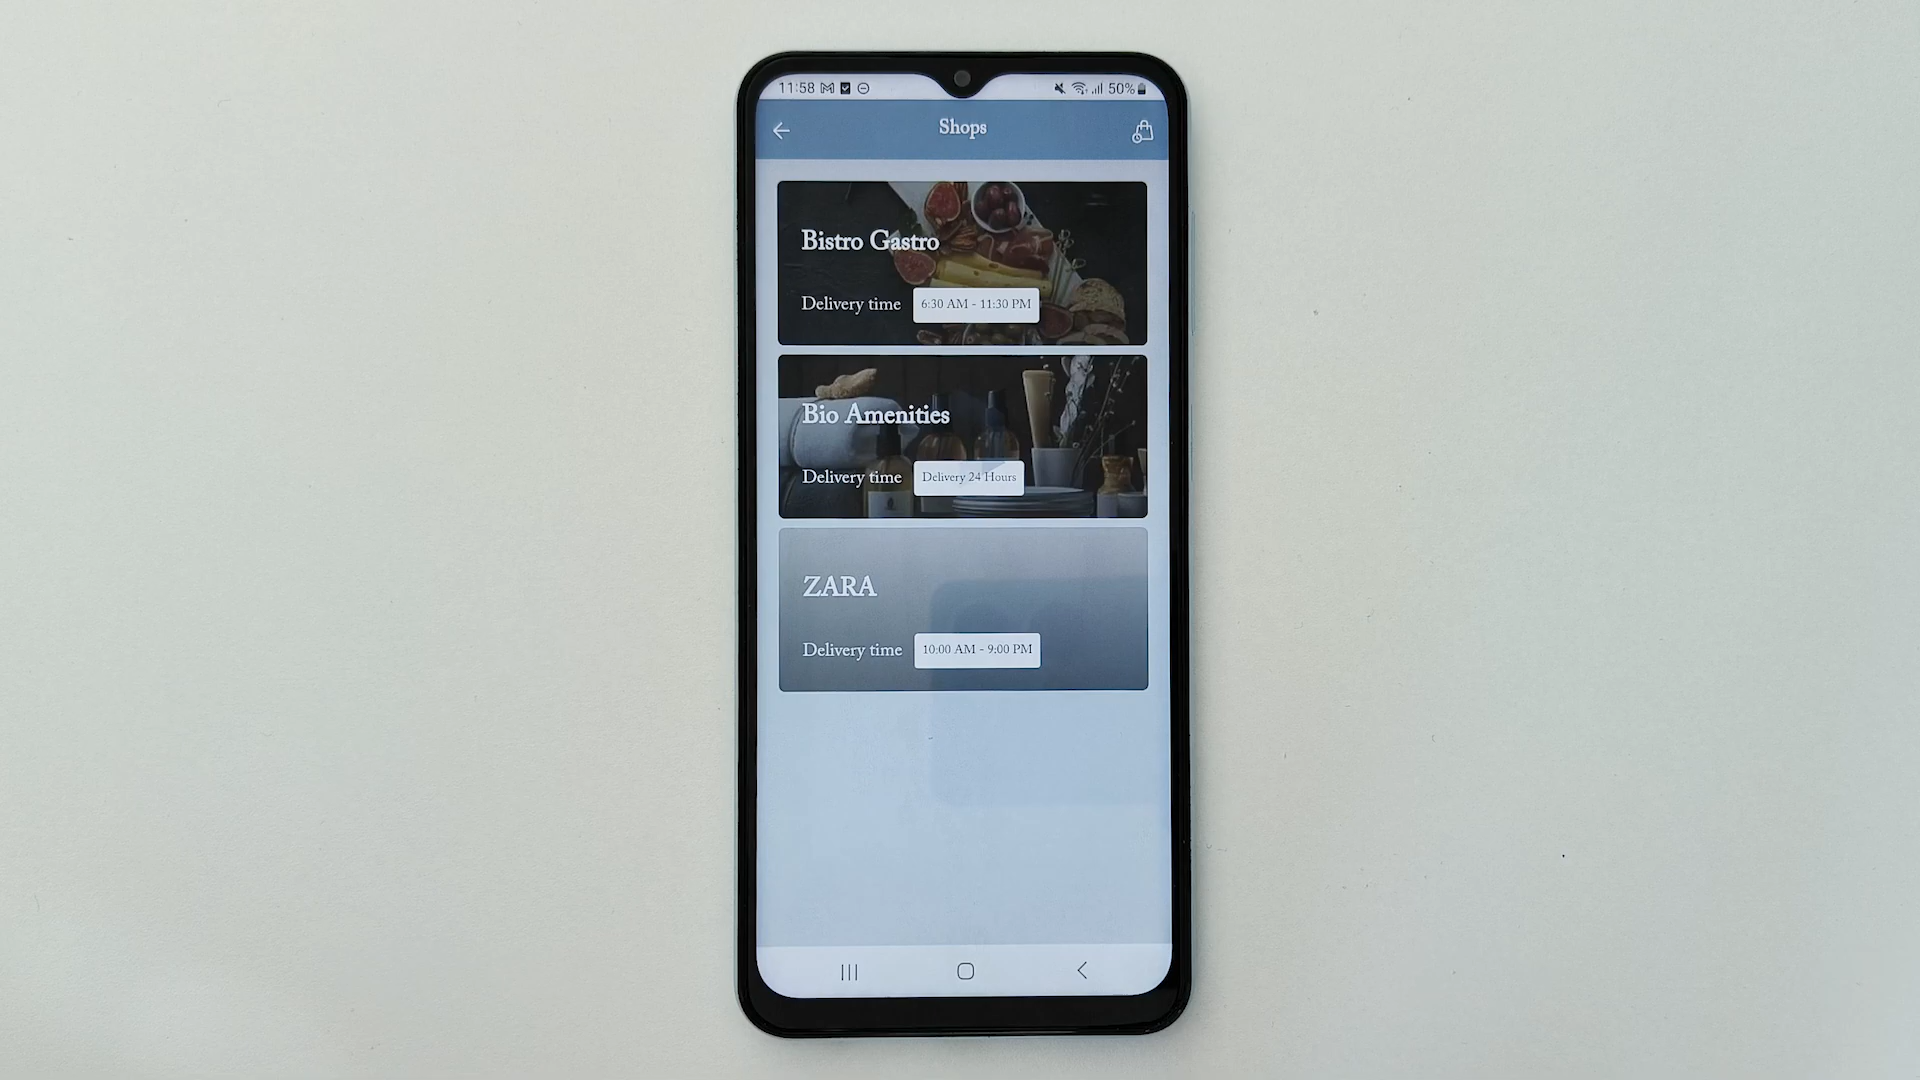 11:58 50%
Shops
Bistro Gastro
Delivery time 6:30 AM - 11:30 PM
Bio Amenities
Delivery time Delivery 24 Hours
ZARA
Delivery time 10:00 AM - 9:00 PM